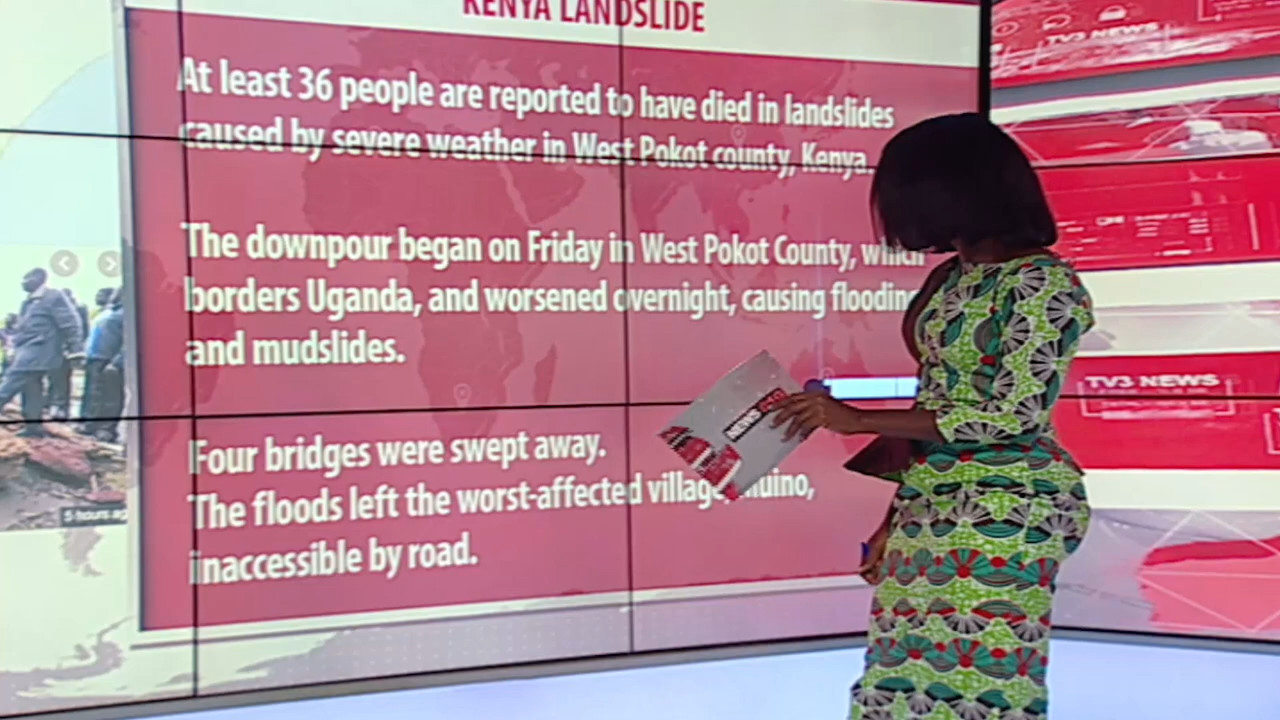 KENYA LANDSLIDE
At least 36 people are reported to have died in landslides
caused by severe weather in West Pokot county, Kenya.
The downpour began on Friday in West Pokot County, which
borders Uganda, and worsened overnight, causing
and mudslides.
Four bridges were swept away.
The floods left the worst-affected
inaccessible by road.
5 hours
NEWS
TV3 NEWS
TV3 NEWS